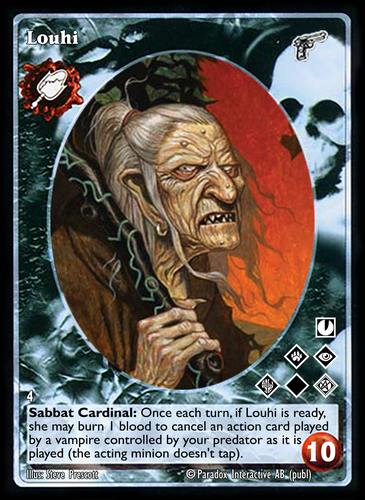 Louhi
4
Sabbat Cardinal: Once each turn, if Louhi is ready,
she may burn 1 blood to cancel an action card played
by a vampire controlled by your predator as it is
played (the acting minion doesn't tap).
10
Illus: Steve Prescott © Paradox Interactive AB (publ)